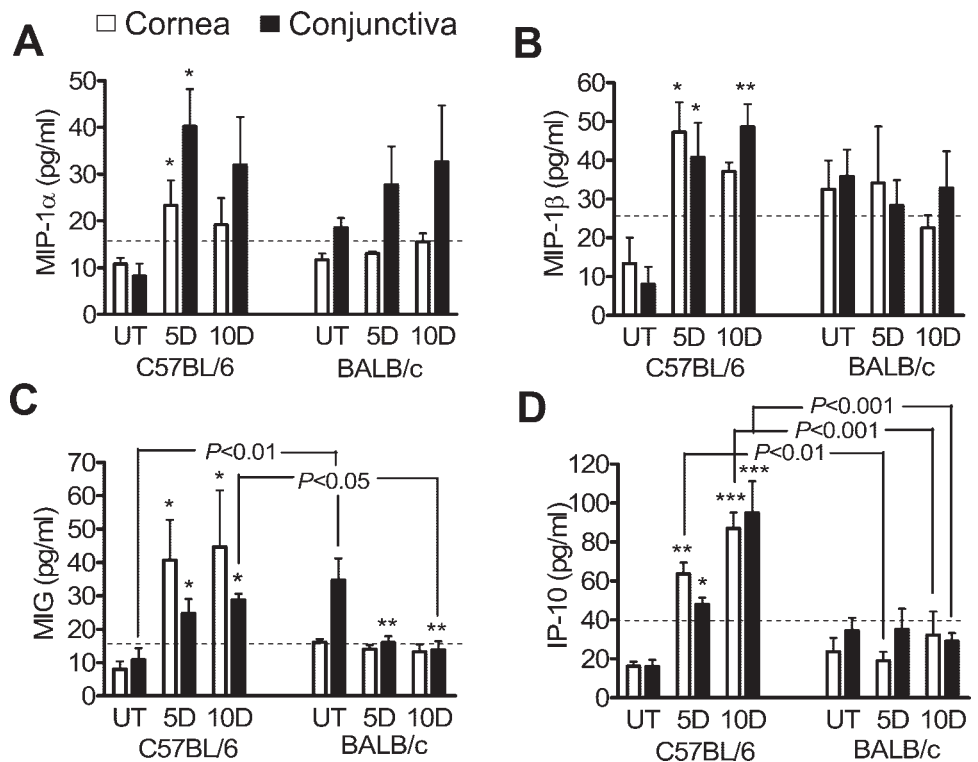 Cornea Conjunctiva
A
MIP-1α (pg/ml)
50
40
30
20
10
0
* *
UT 5D 10D UT 5D 10D
C57BL/6 BALB/c
B
MIP-1β (pg/ml)
60
50
40
30
20
10
0
* * **
UT 5D 10D UT 5D 10D
C57BL/6 BALB/c
C
MIG (pg/ml)
70
60
50
40
30
20
10
0
P<0.01
P<0.05
* * * * ** **
UT 5D 10D UT 5D 10D
C57BL/6 BALB/c
D
IP-10 (pg/ml)
120
100
80
60
40
20
0
P<0.001
P<0.001
P<0.01
** * *** ***
UT 5D 10D UT 5D 10D
C57BL/6 BALB/c